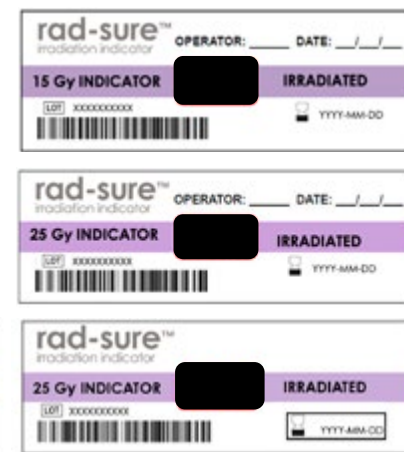 rad-sure™ OPERATOR: _____ DATE: __/__/__
irradiation indicator
15 Gy INDICATOR IRRADIATED
LOT XXXXXXXXXX YYYY-MM-DD
rad-sure™ OPERATOR: _____ DATE: __/__/__
irradiation indicator
25 Gy INDICATOR IRRADIATED
LOT XXXXXXXXXX YYYY-MM-DD
rad-sure™
irradiation indicator
25 Gy INDICATOR IRRADIATED
LOT XXXXXXXXXX YYYY-MM-DD